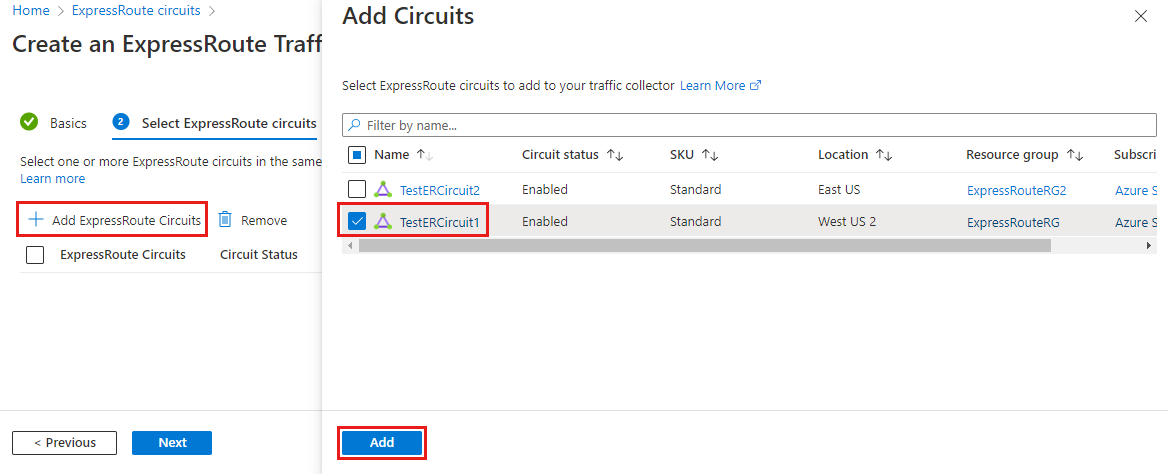 Home > ExpressRoute circuits >
Create an ExpressRoute Traf
Basics 2 Select ExpressRoute circuits
Select one or more ExpressRoute circuits in the same
Learn more
+ Add ExpressRoute Circuits Remove
ExpressRoute Circuits Circuit Status
< Previous Next
Add Circuits
Select ExpressRoute circuits to add to your traffic collector Learn More
Filter by name...
Name ↑↓ Circuit status ↑↓ SKU ↑↓ Location ↑↓ Resource group ↑↓ Subscri
TestERCircuit2 Enabled Standard East US ExpressRouteRG2 Azure S
TestERCircuit1 Enabled Standard West US 2 ExpressRouteRG Azure S
Add